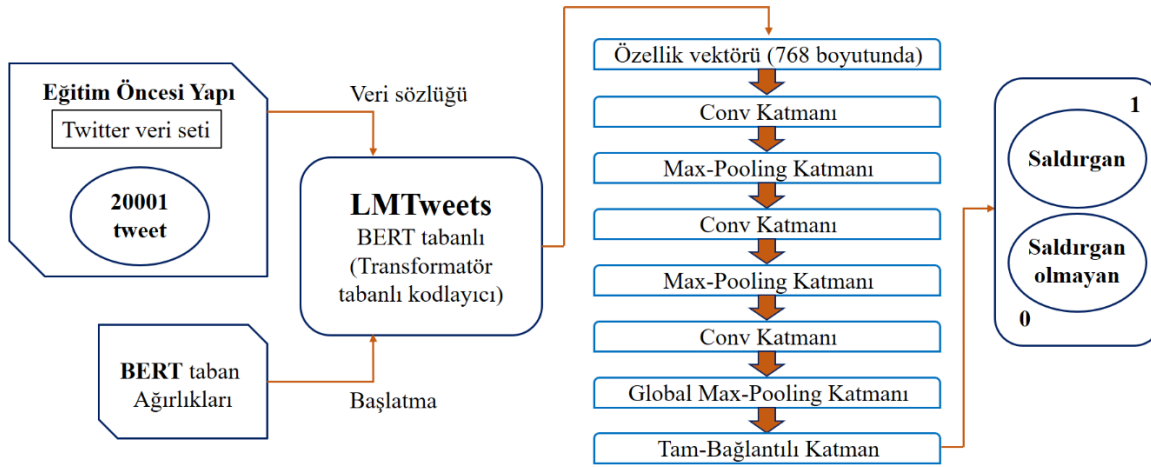 Eğitim Öncesi Yapı
Twitter veri seti
20001
tweet
Veri sözlüğü
BERT taban
Ağırlıkları
Başlatma
LMTweets
BERT tabanlı
(Transformatör
tabanlı kodlayıcı)
Özellik vektörü (768 boyutunda)
Conv Katmanı
Max-Pooling Katmanı
Conv Katmanı
Max-Pooling Katmanı
Conv Katmanı
Global Max-Pooling Katmanı
Tam-Bağlantılı Katman
1
Saldırgan
Saldırgan
olmayan
0